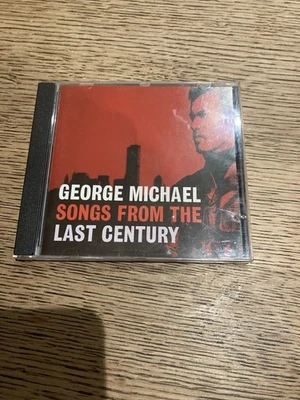 GEORGE MICHAEL
SONGS FROM THE
LAST CENTURY